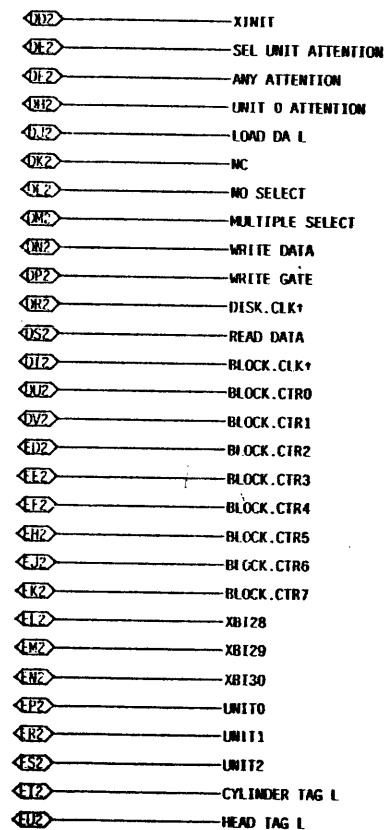 DD2 XINIT
DE2 SEL UNIT ATTENTION
DF2 ANY ATTENTION
DH2 UNIT 0 ATTENTION
DJ2 LOAD DA L
DK2 NC
DL2 NO SELECT
DM2 MULTIPLE SELECT
DN2 WRITE DATA
DP2 WRITE GATE
DR2 DISK.CLK↑
DS2 READ DATA
DT2 BLOCK.CLK↑
DU2 BLOCK.CTR0
DV2 BLOCK.CTR1
ED2 BLOCK.CTR2
EE2 BLOCK.CTR3
EF2 BLOCK.CTR4
EH2 BLOCK.CTR5
EJ2 BLOCK.CTR6
EK2 BLOCK.CTR7
EL2 XBI28
EM2 XBI29
EN2 XBI30
EP2 UNIT0
ER2 UNIT1
ES2 UNIT2
ET2 CYLINDER TAG L
EU2 HEAD TAG L